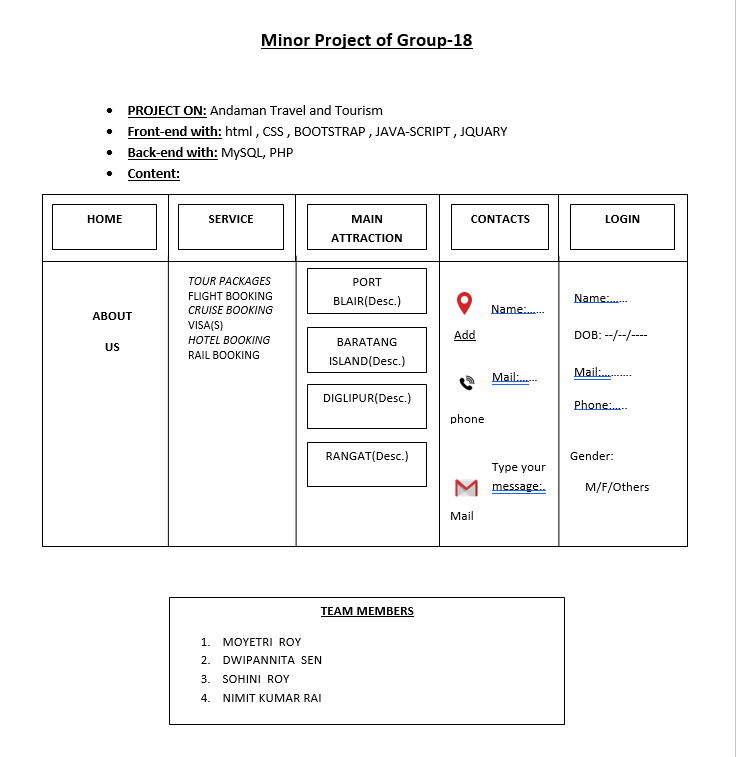 Minor Project of Group-18
• PROJECT ON: Andaman Travel and Tourism
• Front-end with: html , CSS , BOOTSTRAP , JAVA-SCRIPT , JQUARY
• Back-end with: MySQL, PHP
• Content:
HOME
SERVICE
MAIN
ATTRACTION
CONTACTS
LOGIN
ABOUT
US
TOUR PACKAGES
FLIGHT BOOKING
CRUISE BOOKING
VISA(S)
HOTEL BOOKING
RAIL BOOKING
PORT
BLAIR(Desc.)
BARATANG
ISLAND(Desc.)
DIGLIPUR(Desc.)
RANGAT(Desc.)
Name:......
Add
Mail:......
phone
Type your
message:.
Mail
Name:......
DOB: --/--/----
Mail:..........
Phone:.....
Gender:
M/F/Others
TEAM MEMBERS
1. MOYETRI ROY
2. DWIPANNITA SEN
3. SOHINI ROY
4. NIMIT KUMAR RAI